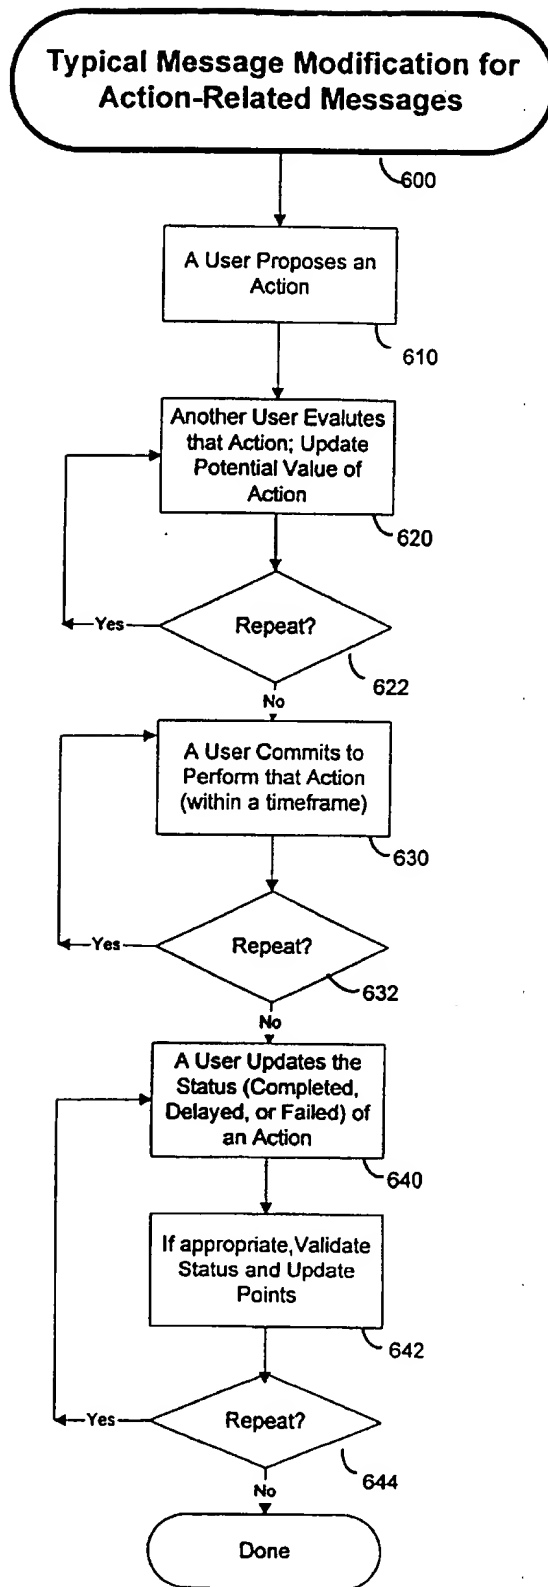 Typical Message Modification for
Action-Related Messages
600
A User Proposes an
Action
610
Another User Evalutes
that Action; Update
Potential Value of
Action
620
Yes
Repeat?
622
No
A User Commits to
Perform that Action
(within a timeframe)
630
Yes
Repeat?
632
No
A User Updates the
Status (Completed,
Delayed, or Failed) of
an Action
640
If appropriate,Validate
Status and Update
Points
642
Yes
Repeat?
644
No
Done